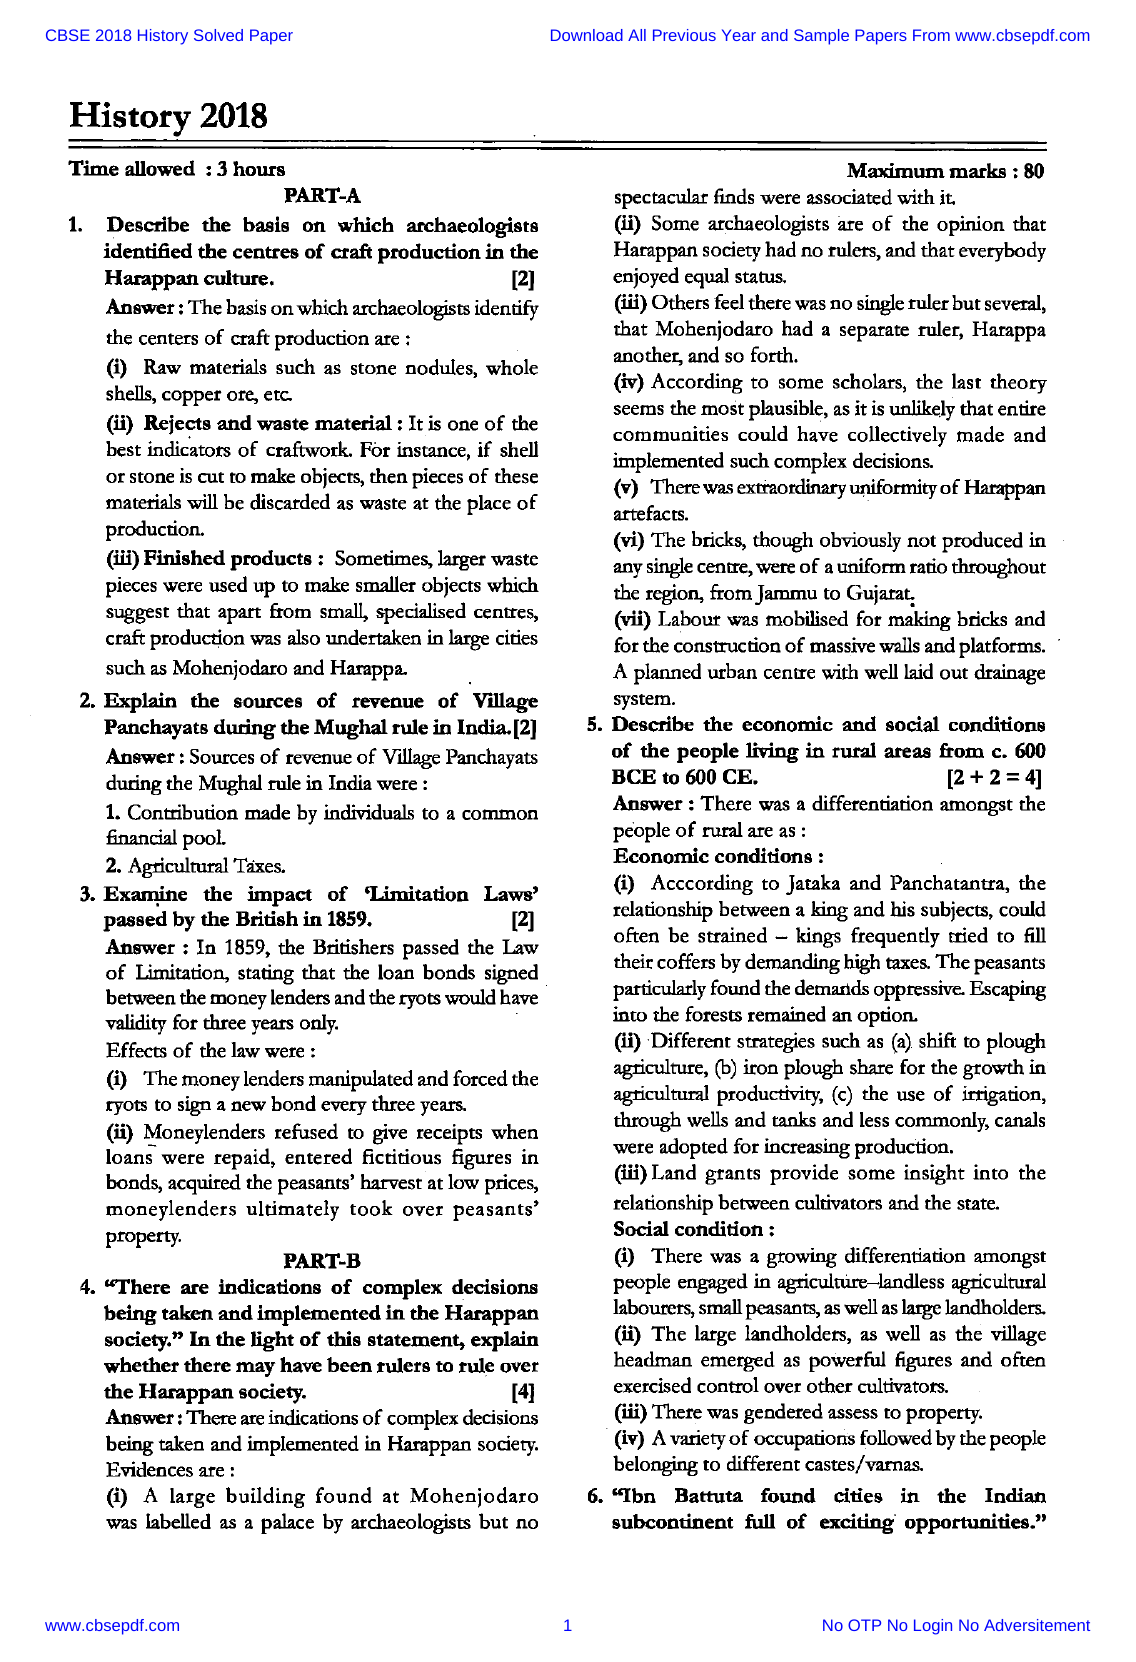 CBSE 2018 History Solved Paper
Download All Previous Year and Sample Papers From www.cbsepdf.com
History 2018
Time allowed : 3 hours
Maximum marks : 80
PART-A
1. Describe the basis on which archaeologists
identified the centres of craft production in the
Harappan culture. [2]
Answer : The basis on which archaeologists identify
the centers of craft production are :
(i) Raw materials such as stone nodules, whole
shells, copper ore, etc.
(ii) Rejects and waste material : It is one of the
best indicators of craftwork. For instance, if shell
or stone is cut to make objects, then pieces of these
materials will be discarded as waste at the place of
production.
(iii) Finished products : Sometimes, larger waste
pieces were used up to make smaller objects which
suggest that apart from small, specialised centres,
craft production was also undertaken in large cities
such as Mohenjodaro and Harappa.
2. Explain the sources of revenue of Village
Panchayats during the Mughal rule in India.[2]
Answer : Sources of revenue of Village Panchayats
during the Mughal rule in India were :
1. Contribution made by individuals to a common
financial pool.
2. Agricultural Taxes.
3. Examine the impact of ‘Limitation Laws’
passed by the British in 1859. [2]
Answer : In 1859, the Britishers passed the Law
of Limitation, stating that the loan bonds signed
between the money lenders and the ryots would have
validity for three years only.
Effects of the law were :
(i) The money lenders manipulated and forced the
ryots to sign a new bond every three years.
(ii) Moneylenders refused to give receipts when
loans were repaid, entered fictitious figures in
bonds, acquired the peasants’ harvest at low prices,
moneylenders ultimately took over peasants’
property.
PART-B
4. “There are indications of complex decisions
being taken and implemented in the Harappan
society.” In the light of this statement, explain
whether there may have been rulers to rule over
the Harappan society. [4]
Answer : There are indications of complex decisions
being taken and implemented in Harappan society.
Evidences are :
(i) A large building found at Mohenjodaro
was labelled as a palace by archaeologists but no
spectacular finds were associated with it.
(ii) Some archaeologists are of the opinion that
Harappan society had no rulers, and that everybody
enjoyed equal status.
(iii) Others feel there was no single ruler but several,
that Mohenjodaro had a separate ruler, Harappa
another, and so forth.
(iv) According to some scholars, the last theory
seems the most plausible, as it is unlikely that entire
communities could have collectively made and
implemented such complex decisions.
(v) There was extraordinary uniformity of Harappan
artefacts.
(vi) The bricks, though obviously not produced in
any single centre, were of a uniform ratio throughout
the region, from Jammu to Gujarat.
(vii) Labour was mobilised for making bricks and
for the construction of massive walls and platforms.
A planned urban centre with well laid out drainage
system.
5. Describe the economic and social conditions
of the people living in rural areas from c. 600
BCE to 600 CE. [2 + 2 = 4]
Answer : There was a differentiation amongst the
people of rural are as :
Economic conditions :
(i) Acccording to Jataka and Panchatantra, the
relationship between a king and his subjects, could
often be strained – kings frequently tried to fill
their coffers by demanding high taxes. The peasants
particularly found the demands oppressive. Escaping
into the forests remained an option.
(ii) Different strategies such as (a) shift to plough
agriculture, (b) iron plough share for the growth in
agricultural productivity, (c) the use of irrigation,
through wells and tanks and less commonly, canals
were adopted for increasing production.
(iii) Land grants provide some insight into the
relationship between cultivators and the state.
Social condition :
(i) There was a growing differentiation amongst
people engaged in agriculture–landless agricultural
labourers, small peasants, as well as large landholders.
(ii) The large landholders, as well as the village
headman emerged as powerful figures and often
exercised control over other cultivators.
(iii) There was gendered assess to property.
(iv) A variety of occupations followed by the people
belonging to different castes/varnas.
6. “Ibn Battuta found cities in the Indian
subcontinent full of exciting opportunities.”
www.cbsepdf.com
1
No OTP No Login No Adversitement